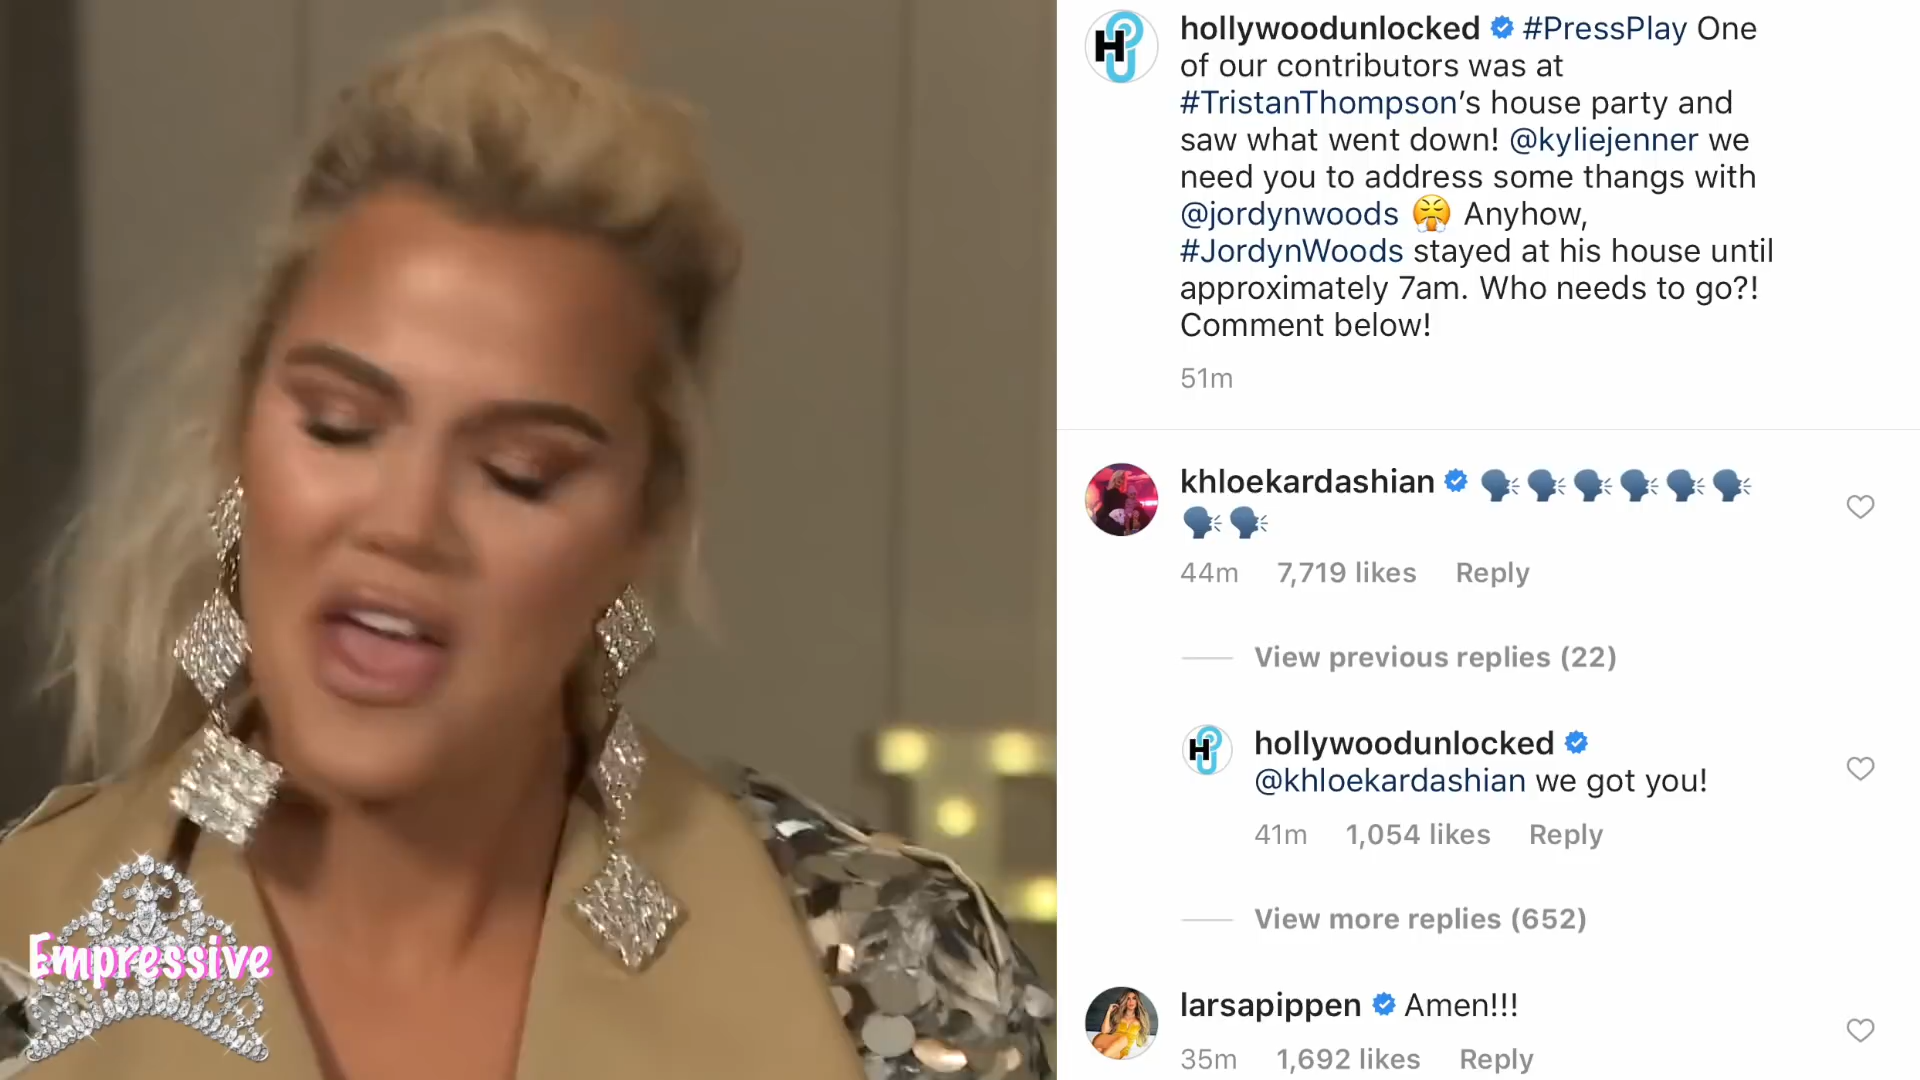 hollywoodunlocked #PressPlay One
of our contributors was at
#TristanThompson’s house party and
saw what went down! @kyliejenner we
need you to address some thangs with
@jordynwoods 😤 Anyhow,
#JordynWoods stayed at his house until
approximately 7am. Who needs to go?!
Comment below!
51m
khloekardashian 🗣🗣🗣🗣🗣🗣
🗣🗣
44m 7,719 likes Reply
View previous replies (22)
hollywoodunlocked
@khloekardashian we got you!
41m 1,054 likes Reply
View more replies (652)
larsapippen Amen!!!
35m 1,692 likes Reply
Empressive